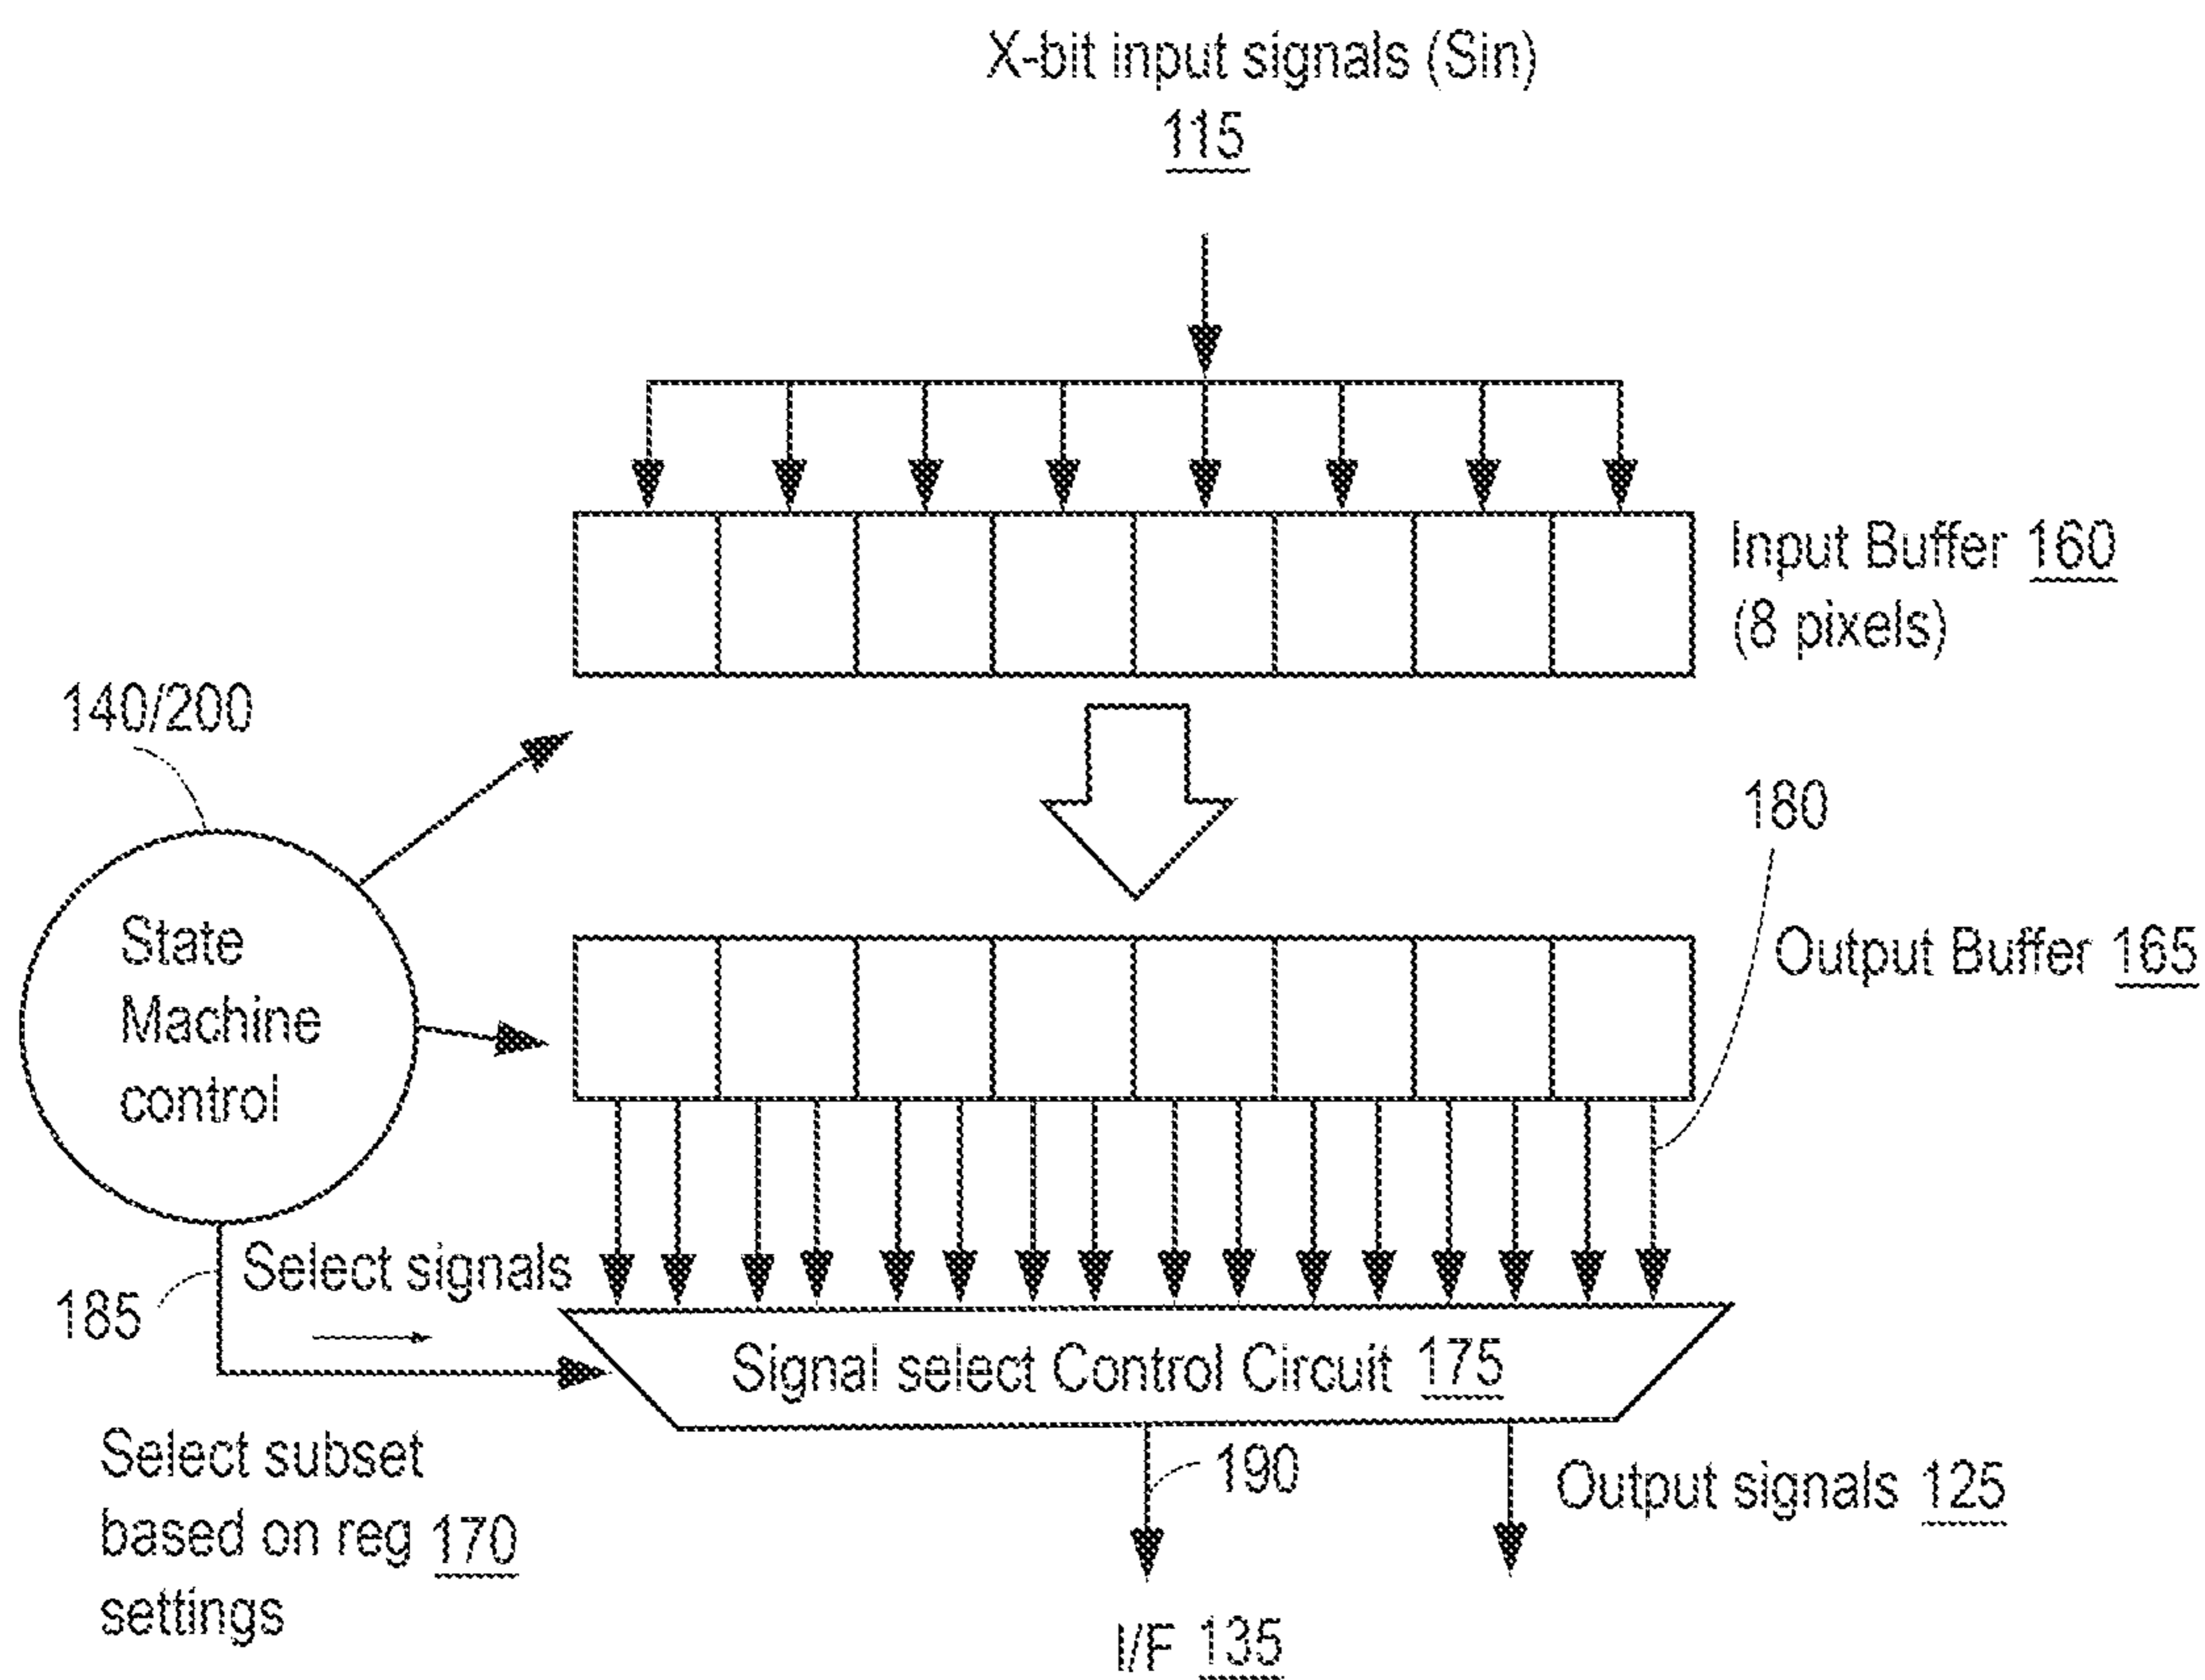 X-bit input signals (Sin)
115
Input Buffer 160
(8 pixels)
140/200
180
State
Machine
control
Output Buffer 165
Select signals
185
Signal select Control Circuit 175
Select subset
based on reg 170
settings
190
Output signals 125
I/F 135